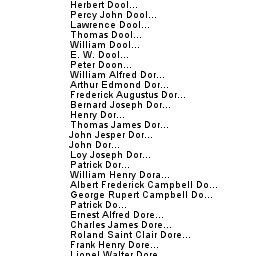 Herbert Dool...
Percy John Dool...
Lawrence Dool...
Thomas Dool...
William Dool...
E. W. Dool...
Peter Doon...
William Alfred Dor...
Arthur Edmond Dor...
Frederick Augustus Dor...
Bernard Joseph Dor...
Henry Dor...
Thomas James Dor...
John Jesper Dor...
John Dor...
Loy Joseph Dor...
Patrick Dor...
William Henry Dora...
Albert Frederick Campbell Do...
George Rupert Campbell Do...
Patrick Do...
Ernest Alfred Dore...
Charles James Dore...
Roland Saint Clair Dore...
Frank Henry Dore...
Lionel Walter Dore